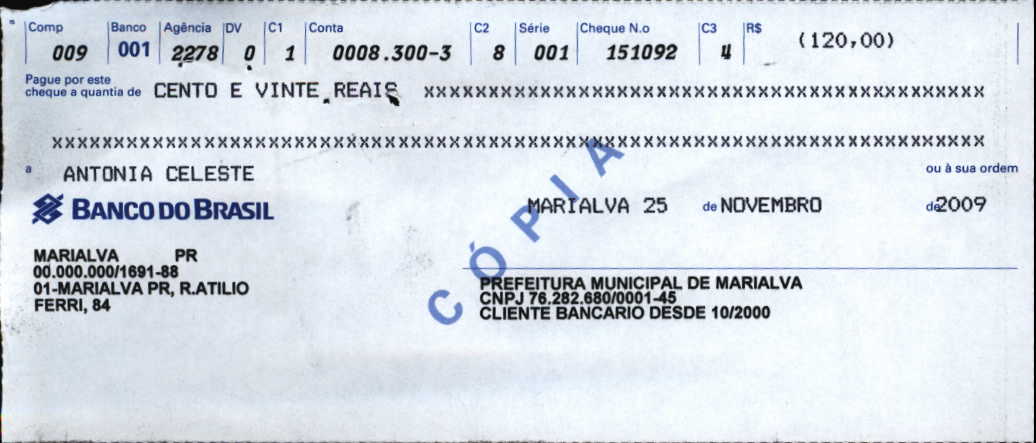 Comp Banco Agência DV C1 Conta C2 Série Cheque N.o C3 R$
009 001 2278 0 1 0008.300-3 8 001 151092 4 (120,00)
Pague por este
cheque a quantia de CENTO E VINTE REAIS XXXXXXXXXXXXXXXXXXXXXXXXXXXXXXXXXXXXXXXXXXXXX
XXXXXXXXXXXXXXXXXXXXXXXXXXXXXXXXXXXXXXXXXXXXXXXXXXXXXXXXXXXXXXXXXXXXXXXXXX
a ANTONIA CELESTE ou à sua ordem
BANCO DO BRASIL MARIALVA 25 de NOVEMBRO de 2009
CÓPIA
MARIALVA PR
00.000.000/1691-88
01-MARIALVA PR, R.ATILIO
FERRI, 84
PREFEITURA MUNICIPAL DE MARIALVA
CNPJ 76.282.680/0001-45
CLIENTE BANCARIO DESDE 10/2000